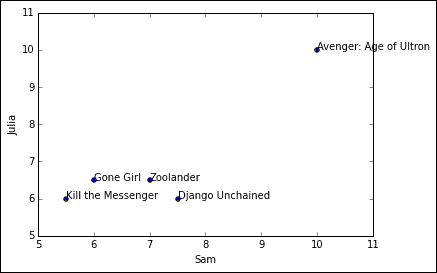 11
10
9
8
7
6
5
Julia
Avenger: Age of Ultron
Gone Girl
Zoolander
Kill the Messenger
Django Unchained
5
6
7
8
9
10
11
Sam